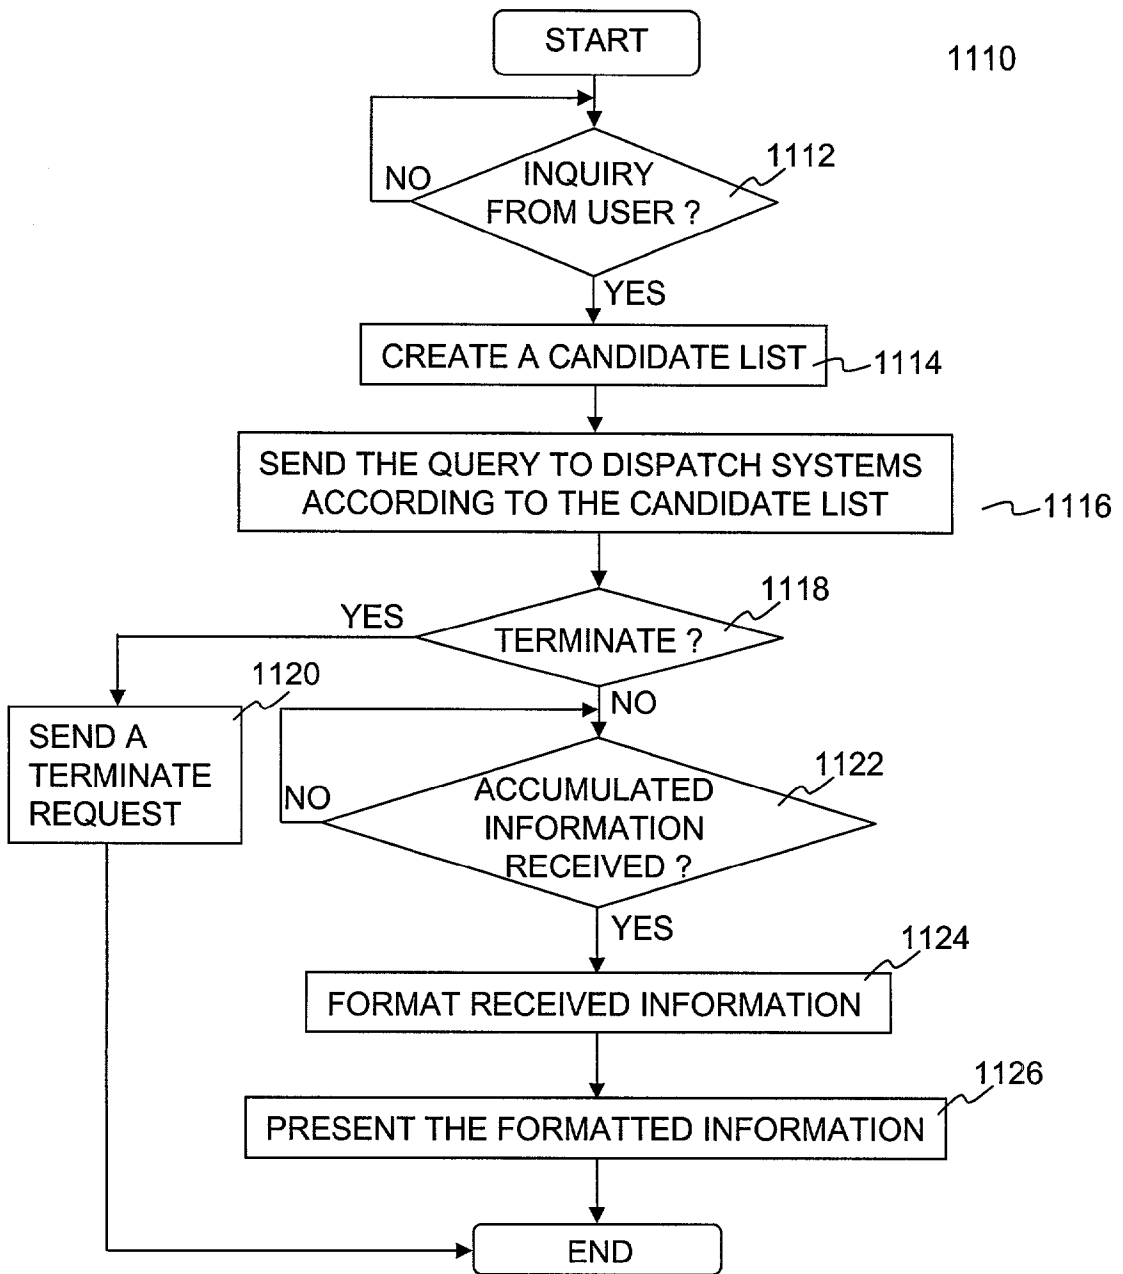 START
1110
1112
INQUIRY
FROM USER ?
NO
YES
CREATE A CANDIDATE LIST
1114
SEND THE QUERY TO DISPATCH SYSTEMS
ACCORDING TO THE CANDIDATE LIST
1116
1118
YES
TERMINATE ?
1120
NO
SEND A
TERMINATE
REQUEST
1122
NO
ACCUMULATED
INFORMATION
RECEIVED ?
YES
1124
FORMAT RECEIVED INFORMATION
1126
PRESENT THE FORMATTED INFORMATION
END